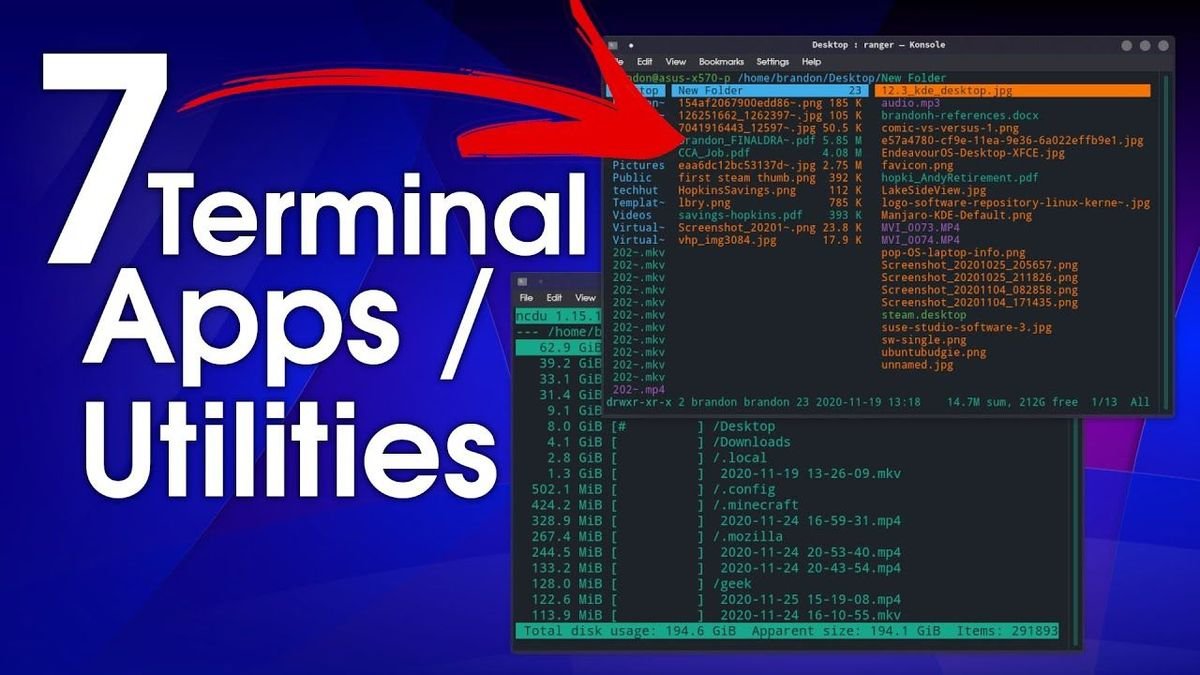 7 Terminal
Apps /
Utilities
Desktop : ranger — Konsole
Edit View Bookmarks Settings Help
@asus-x570-p /home/brandon/Desktop/New Folder
New Folder 23 12.3_kde_desktop.jpg
154af2067900edd86~.png 185 K audio.mp3
126251662_1262397~.jpg 105 K brandonh-references.docx
7041916443_12597~.jpg 50.5 K comic-vs-versus-1.png
brandon_FINALDRA~.pdf 5.85 M e57a4780-cf9e-11ea-9e36-6a022effb9e1.jpg
CCA_Job.pdf 4.08 M EndeavourOS-Desktop-XFCE.jpg
Pictures eaa6dc12bc53137d~.jpg 2.75 M favicon.png
Public first steam thumb.png 392 K hopki_AndyRetirement.pdf
techhut HopkinsSavings.png 112 K LakeSideView.jpg
Templat~ lbry.png 785 K logo-software-repository-linux-kerne~.jpg
Videos savings-hopkins.pdf 393 K Manjaro-KDE-Default.png
Virtual~ Screenshot_20201~.png 23.8 K MVI_0073.MP4
Virtual~ vhp_img3084.jpg 17.9 K MVI_0074.MP4
202~.mkv pop-OS-laptop-info.png
202~.mkv Screenshot_20201025_205657.png
202~.mkv Screenshot_20201025_211826.png
202~.mkv Screenshot_20201104_082858.png
202~.mkv Screenshot_20201104_171435.png
202~.mkv steam.desktop
202~.mkv suse-studio-software-3.jpg
202~.mkv sw-single.png
202~.mkv ubuntubudgie.png
202~.mkv unnamed.jpg
202~.mkv
202~.mp4
drwxr-xr-x 2 brandon brandon 23 2020-11-19 13:18 14.7M sum, 212G free 1/13 All
File Edit View
ncdu 1.15.1
--- /home/b
62.9 GiB
39.2 GiB
33.1 GiB
31.4 GiB
9.1 GiB
8.0 GiB [# ] /Desktop
4.1 GiB [ ] /Downloads
2.8 GiB [ ] /.local
1.3 GiB [ ] 2020-11-19 13-26-09.mkv
502.1 MiB [ ] /.config
424.2 MiB [ ] /.minecraft
328.9 MiB [ ] 2020-11-24 16-59-31.mp4
267.4 MiB [ ] /.mozilla
244.5 MiB [ ] 2020-11-24 20-53-40.mp4
133.2 MiB [ ] 2020-11-24 20-43-54.mp4
128.0 MiB [ ] /geek
122.6 MiB [ ] 2020-11-25 15-19-08.mp4
113.9 MiB [ ] 2020-11-24 16-10-55.mkv
Total disk usage: 194.6 GiB Apparent size: 194.1 GiB Items: 291893